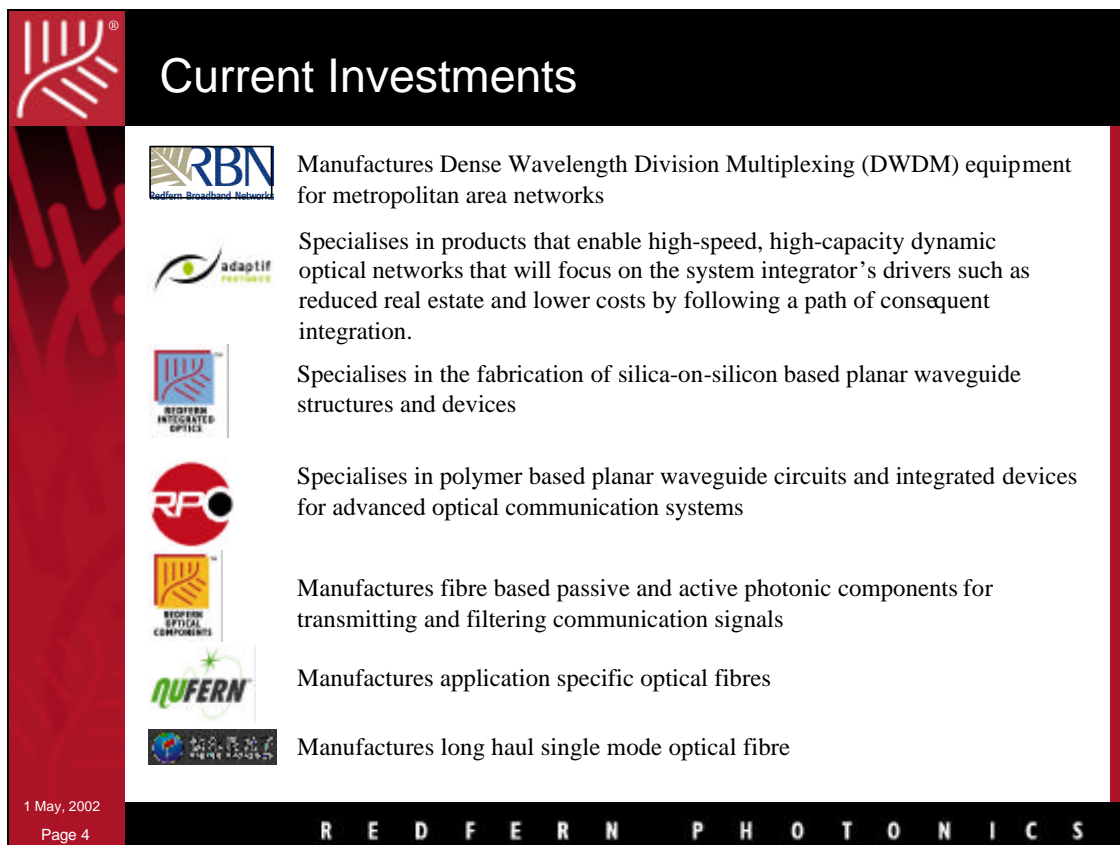 ®
Current Investments
RBN
Redfern Broadband Networks
Manufactures Dense Wavelength Division Multiplexing (DWDM) equipment
for metropolitan area networks
adaptif
PHOTONICS
Specialises in products that enable high-speed, high-capacity dynamic
optical networks that will focus on the system integrator’s drivers such as
reduced real estate and lower costs by following a path of consequent
integration.
™
REDFERN
INTEGRATED
OPTICS
Specialises in the fabrication of silica-on-silicon based planar waveguide
structures and devices
RPO
Specialises in polymer based planar waveguide circuits and integrated devices
for advanced optical communication systems
™
REDFERN
OPTICAL
COMPONENTS
Manufactures fibre based passive and active photonic components for
transmitting and filtering communication signals
NUFERN
Manufactures application specific optical fibres
Manufactures long haul single mode optical fibre
1 May, 2002
Page 4
REDFERN PHOTONICS